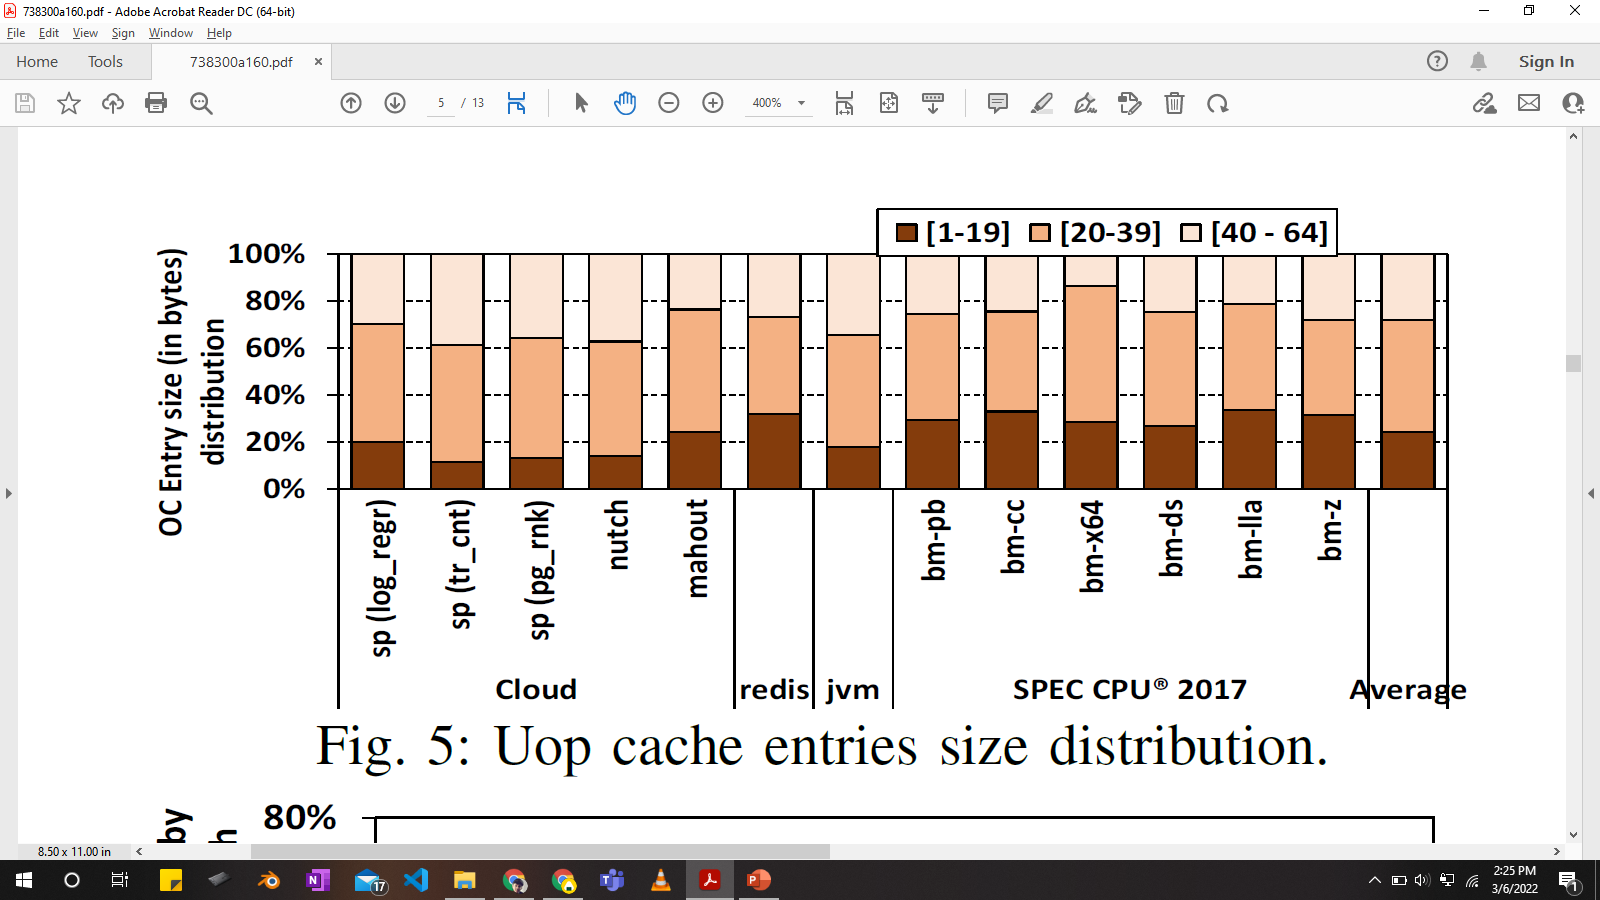 738300a160.pdf - Adobe Acrobat Reader DC (64-bit)
File Edit View Sign Window Help
Home Tools 738300a160.pdf × Sign In
5 / 13 400%
[1-19] [20-39] [40 - 64]
OC Entry size (in bytes)
distribution
100%
80%
60%
40%
20%
0%
sp (log_regr)
sp (tr_cnt)
sp (pg_rnk)
nutch
mahout
bm-pb
bm-cc
bm-x64
bm-ds
bm-lla
bm-z
Cloud redis jvm SPEC CPU® 2017 Average
Fig. 5: Uop cache entries size distribution.
by
80%
8.50 x 11.00 in
17
2:25 PM
3/6/2022
1